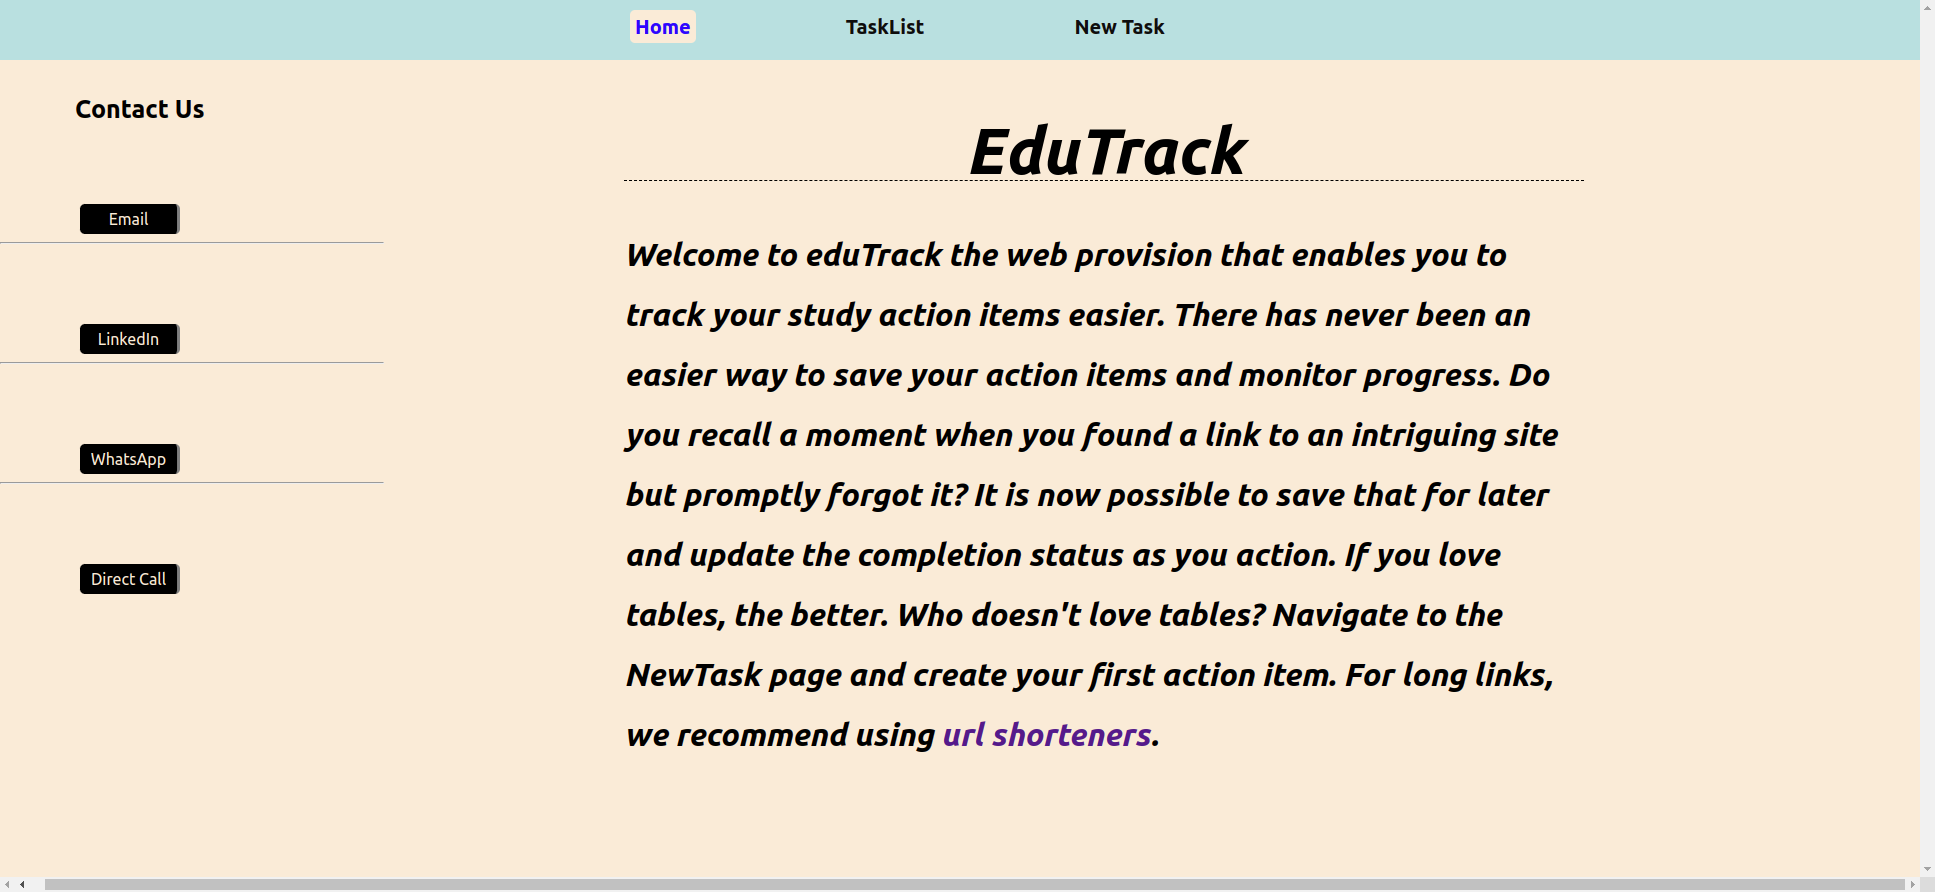 Home TaskList New Task
Contact Us
Email
LinkedIn
WhatsApp
Direct Call
EduTrack
Welcome to eduTrack the web provision that enables you to
track your study action items easier. There has never been an
easier way to save your action items and monitor progress. Do
you recall a moment when you found a link to an intriguing site
but promptly forgot it? It is now possible to save that for later
and update the completion status as you action. If you love
tables, the better. Who doesn't love tables? Navigate to the
NewTask page and create your first action item. For long links,
we recommend using url shorteners.